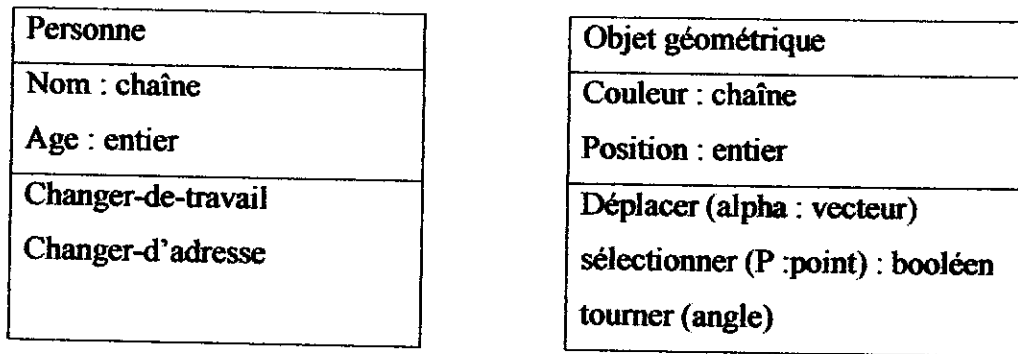 Personne
Nom : chaîne
Age : entier
Changer-de-travail
Changer-d'adresse
Objet géométrique
Couleur : chaîne
Position : entier
Déplacer (alpha : vecteur)
sélectionner (P :point) : booléen
tourner (angle)